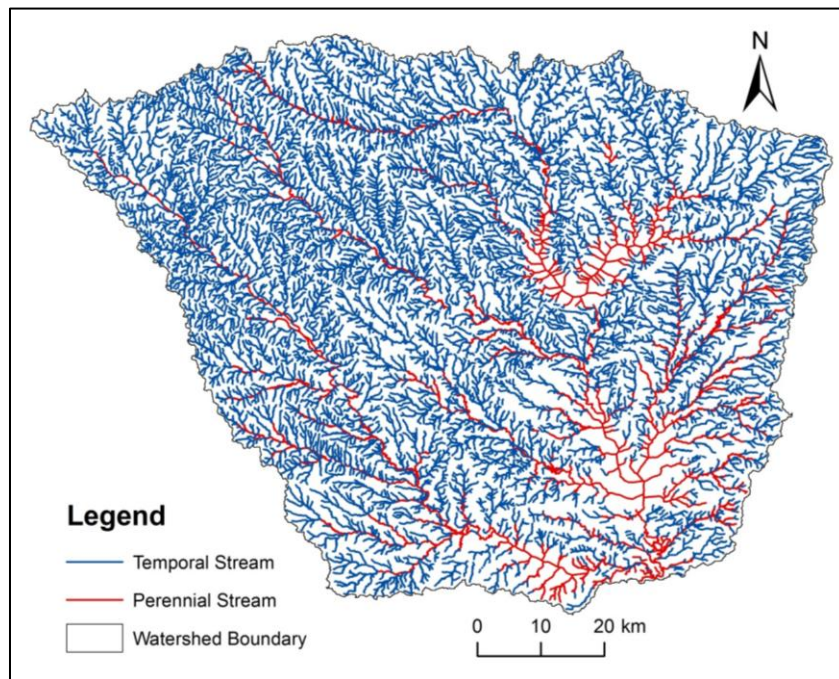 N
Legend
Temporal Stream
Perennial Stream
Watershed Boundary
0 10 20 km